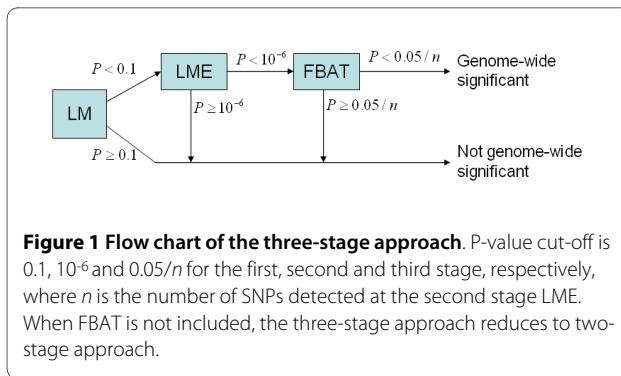 P < 0.1
LM
P ≥ 0.1
LME
P < 10⁻⁶
P ≥ 10⁻⁶
FBAT
P < 0.05 / n
P ≥ 0.05 / n
Genome-wide
significant
Not genome-wide
significant
Figure 1 Flow chart of the three-stage approach. P-value cut-off is
0.1, 10⁻⁶ and 0.05/n for the first, second and third stage, respectively,
where n is the number of SNPs detected at the second stage LME.
When FBAT is not included, the three-stage approach reduces to two-
stage approach.